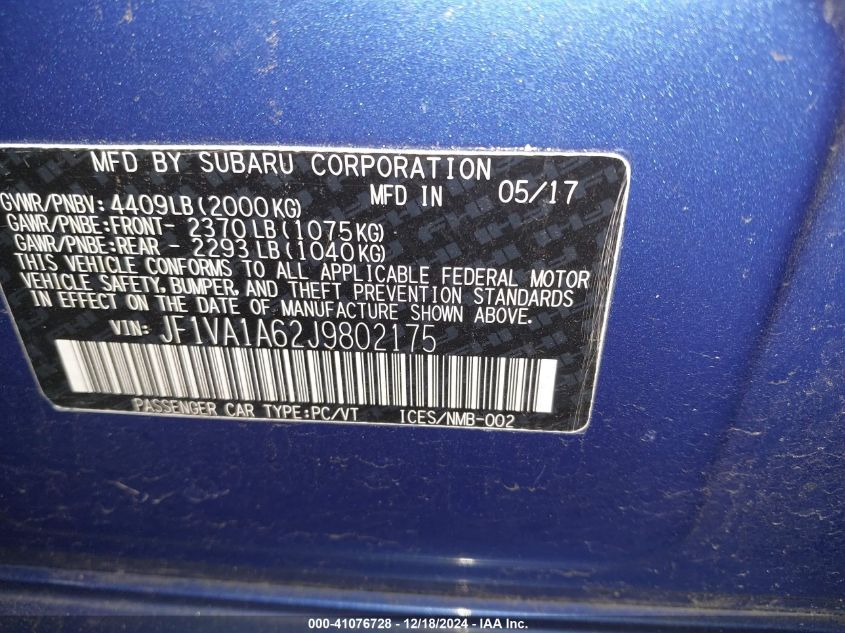 MFD BY SUBARU CORPORATION
GVWR/PNBV: 4409LB(2000KG) MFD IN 05/17
GAWR/PNBE:FRONT- 2370LB(1075KG)
GAWR/PNBE:REAR - 2293LB(1040KG)
THIS VEHICLE CONFORMS TO ALL APPLICABLE FEDERAL MOTOR
VEHICLE SAFETY, BUMPER, AND THEFT PREVENTION STANDARDS
IN EFFECT ON THE DATE OF MANUFACTURE SHOWN ABOVE.
VIN: JF1VA1A62J9802175
PASSENGER CAR TYPE:PC/VT ICES/NMB-002
000-41076728 - 12/18/2024 - IAA, Inc.